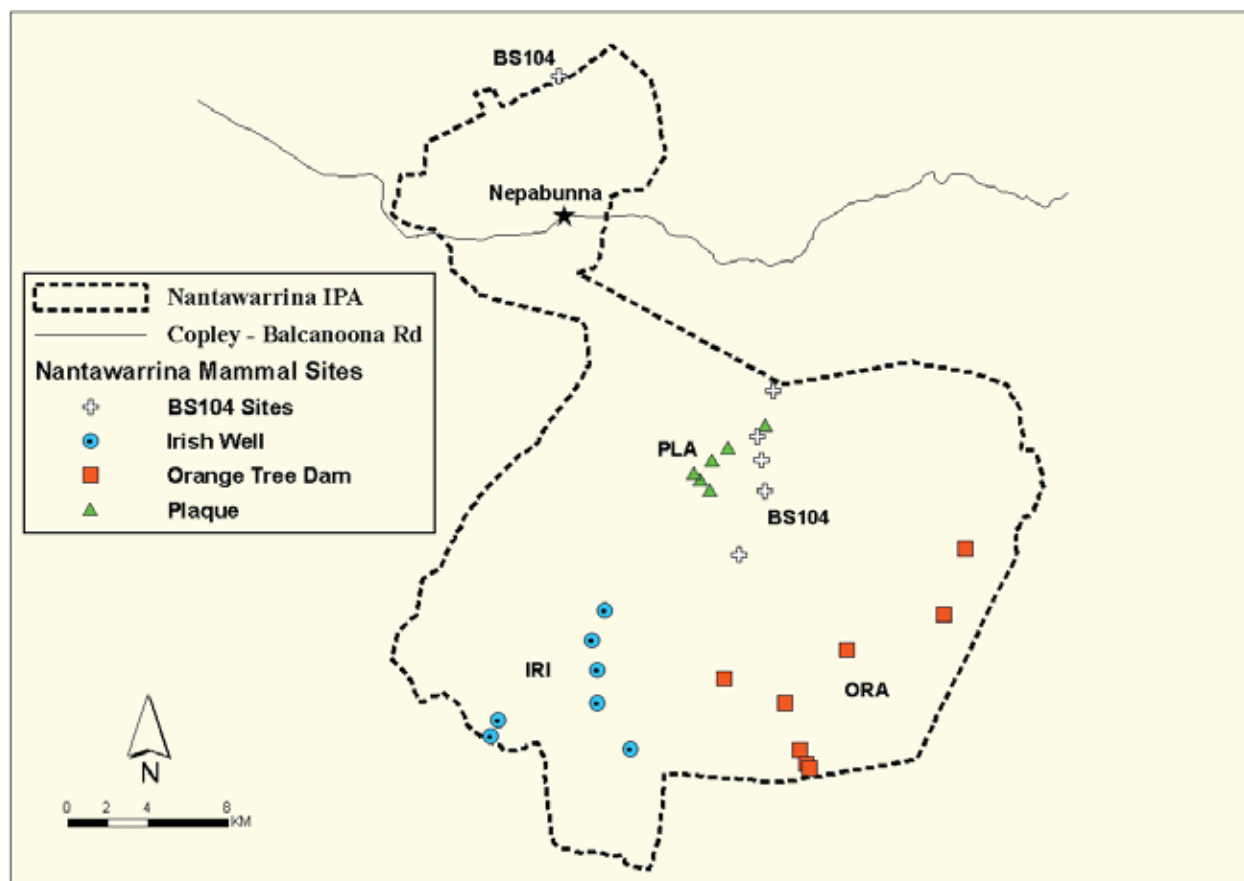 BS104
Nepabunna
Nantawarrina IPA
Copley - Balcanoona Rd
Nantawarrina Mammal Sites
BS104 Sites
Irish Well
Orange Tree Dam
Plaque
PLA
BS104
IRI
ORA
N
0 2 4 8
KM